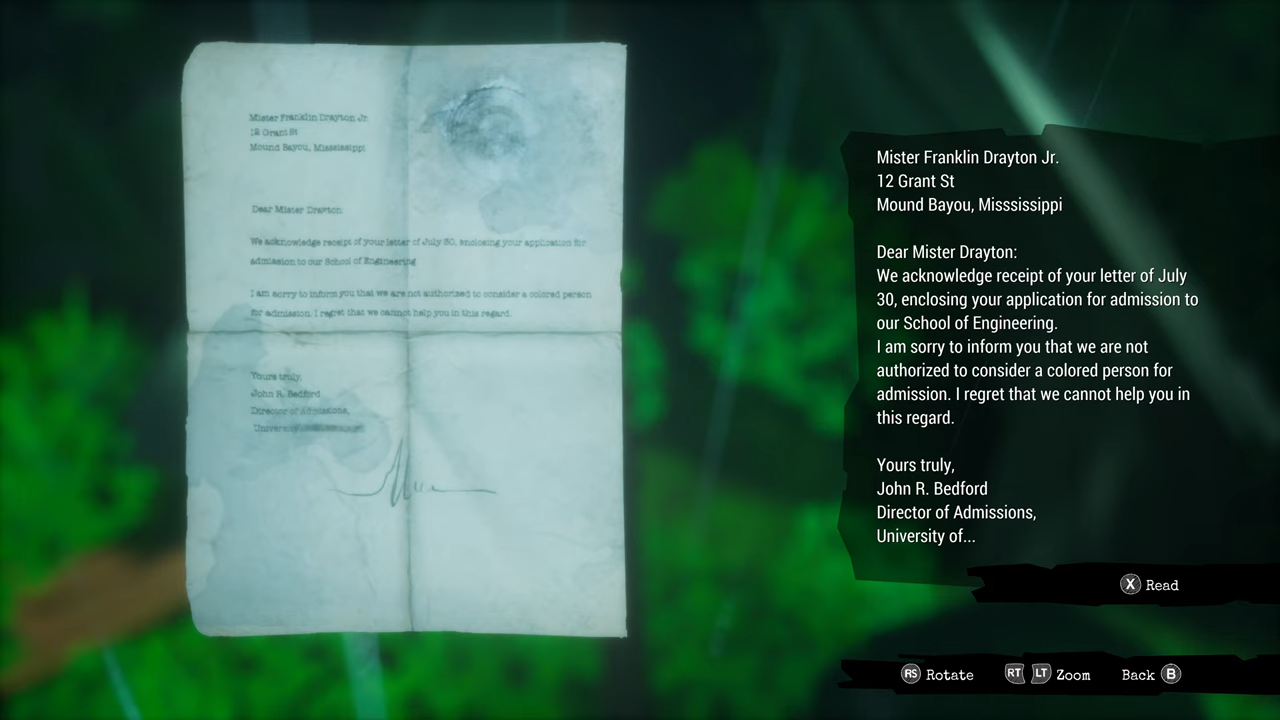 Mister Franklin Drayton Jr.
12 Grant St
Mound Bayou, Mississippi
Dear Mister Drayton:
We acknowledge receipt of your letter of July 30, enclosing your application for
admission to our School of Engineering
I am sorry to inform you that we are not authorized to consider a colored person
for admission. I regret that we cannot help you in this regard.
Yours truly,
John R. Bedford
Director of Admissions,
University
Mister Franklin Drayton Jr.
12 Grant St
Mound Bayou, Misssissippi
Dear Mister Drayton:
We acknowledge receipt of your letter of July
30, enclosing your application for admission to
our School of Engineering.
I am sorry to inform you that we are not
authorized to consider a colored person for
admission. I regret that we cannot help you in
this regard.
Yours truly,
John R. Bedford
Director of Admissions,
University of...
X Read
RS Rotate RT LT Zoom Back B